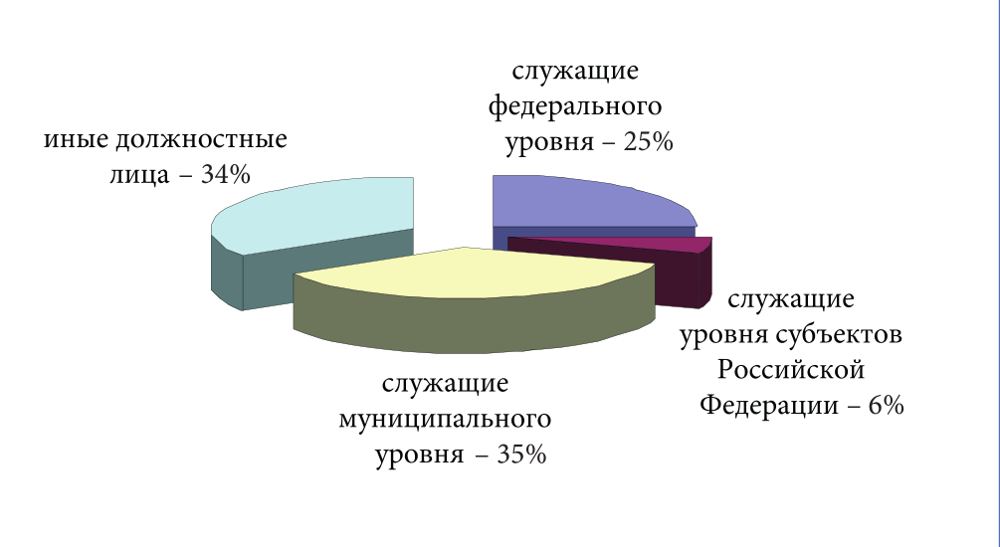 служащие
федерального
уровня – 25%
иные должностные
лица – 34%
служащие
уровня субъектов
Российской
Федерации – 6%
служащие
муниципального
уровня – 35%